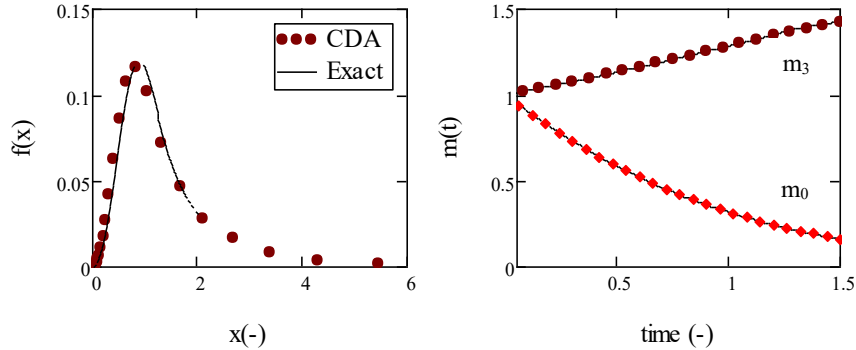 0.15
0.1
0.05
0
f(x)
0 2 4 6
x(-)
CDA
Exact
1.5
1
0.5
0
m(t)
0.5 1 1.5
time (-)
m₃
m₀